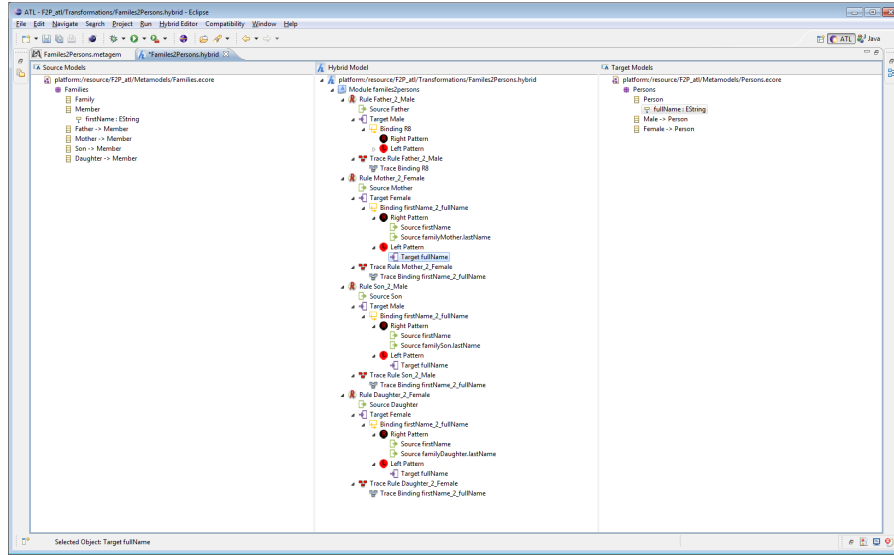 ATL - F2P_atl/Transformations/Familes2Persons.hybrid - Eclipse
File Edit Navigate Search Project Run Hybrid Editor Compatibility Window Help
ATL Java
Familes2Persons.metagem *Familes2Persons.hybrid
Source Models
platform:/resource/F2P_atl/Metamodels/Families.ecore
Families
Family
Member
firstName : EString
Father -> Member
Mother -> Member
Son -> Member
Daughter -> Member
Hybrid Model
platform:/resource/F2P_atl/Transformations/Familes2Persons.hybrid
Module familes2persons
Rule Father_2_Male
Source Father
Target Male
Binding R8
Right Pattern
Left Pattern
Trace Rule Father_2_Male
Trace Binding R8
Rule Mother_2_Female
Source Mother
Target Female
Binding firstName_2_fullName
Right Pattern
Source firstName
Source familyMother.lastName
Left Pattern
Target fullName
Trace Rule Mother_2_Female
Trace Binding firstName_2_fullName
Rule Son_2_Male
Source Son
Target Male
Binding firstName_2_fullName
Right Pattern
Source firstName
Source familySon.lastName
Left Pattern
Target fullName
Trace Rule Son_2_Male
Trace Binding firstName_2_fullName
Rule Daughter_2_Female
Source Daughter
Target Female
Binding firstName_2_fullName
Right Pattern
Source firstName
Source familyDaughter.lastName
Left Pattern
Target fullName
Trace Rule Daughter_2_Female
Trace Binding firstName_2_fullName
Target Models
platform:/resource/F2P_atl/Metamodels/Persons.ecore
Persons
Person
fullName : EString
Male -> Person
Female -> Person
Selected Object: Target fullName